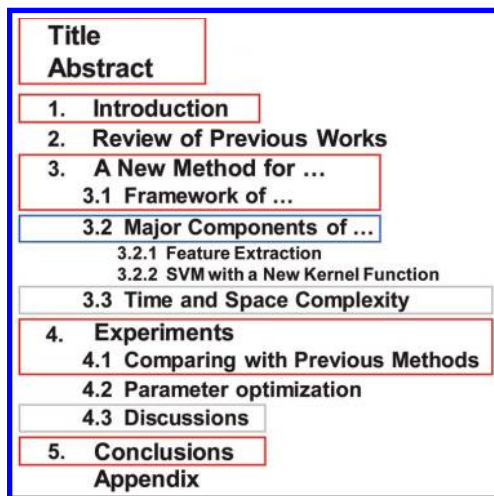 Title
Abstract
1. Introduction
2. Review of Previous Works
3. A New Method for ...
3.1 Framework of ...
3.2 Major Components of ...
3.2.1 Feature Extraction
3.2.2 SVM with a New Kernel Function
3.3 Time and Space Complexity
4. Experiments
4.1 Comparing with Previous Methods
4.2 Parameter optimization
4.3 Discussions
5. Conclusions
Appendix